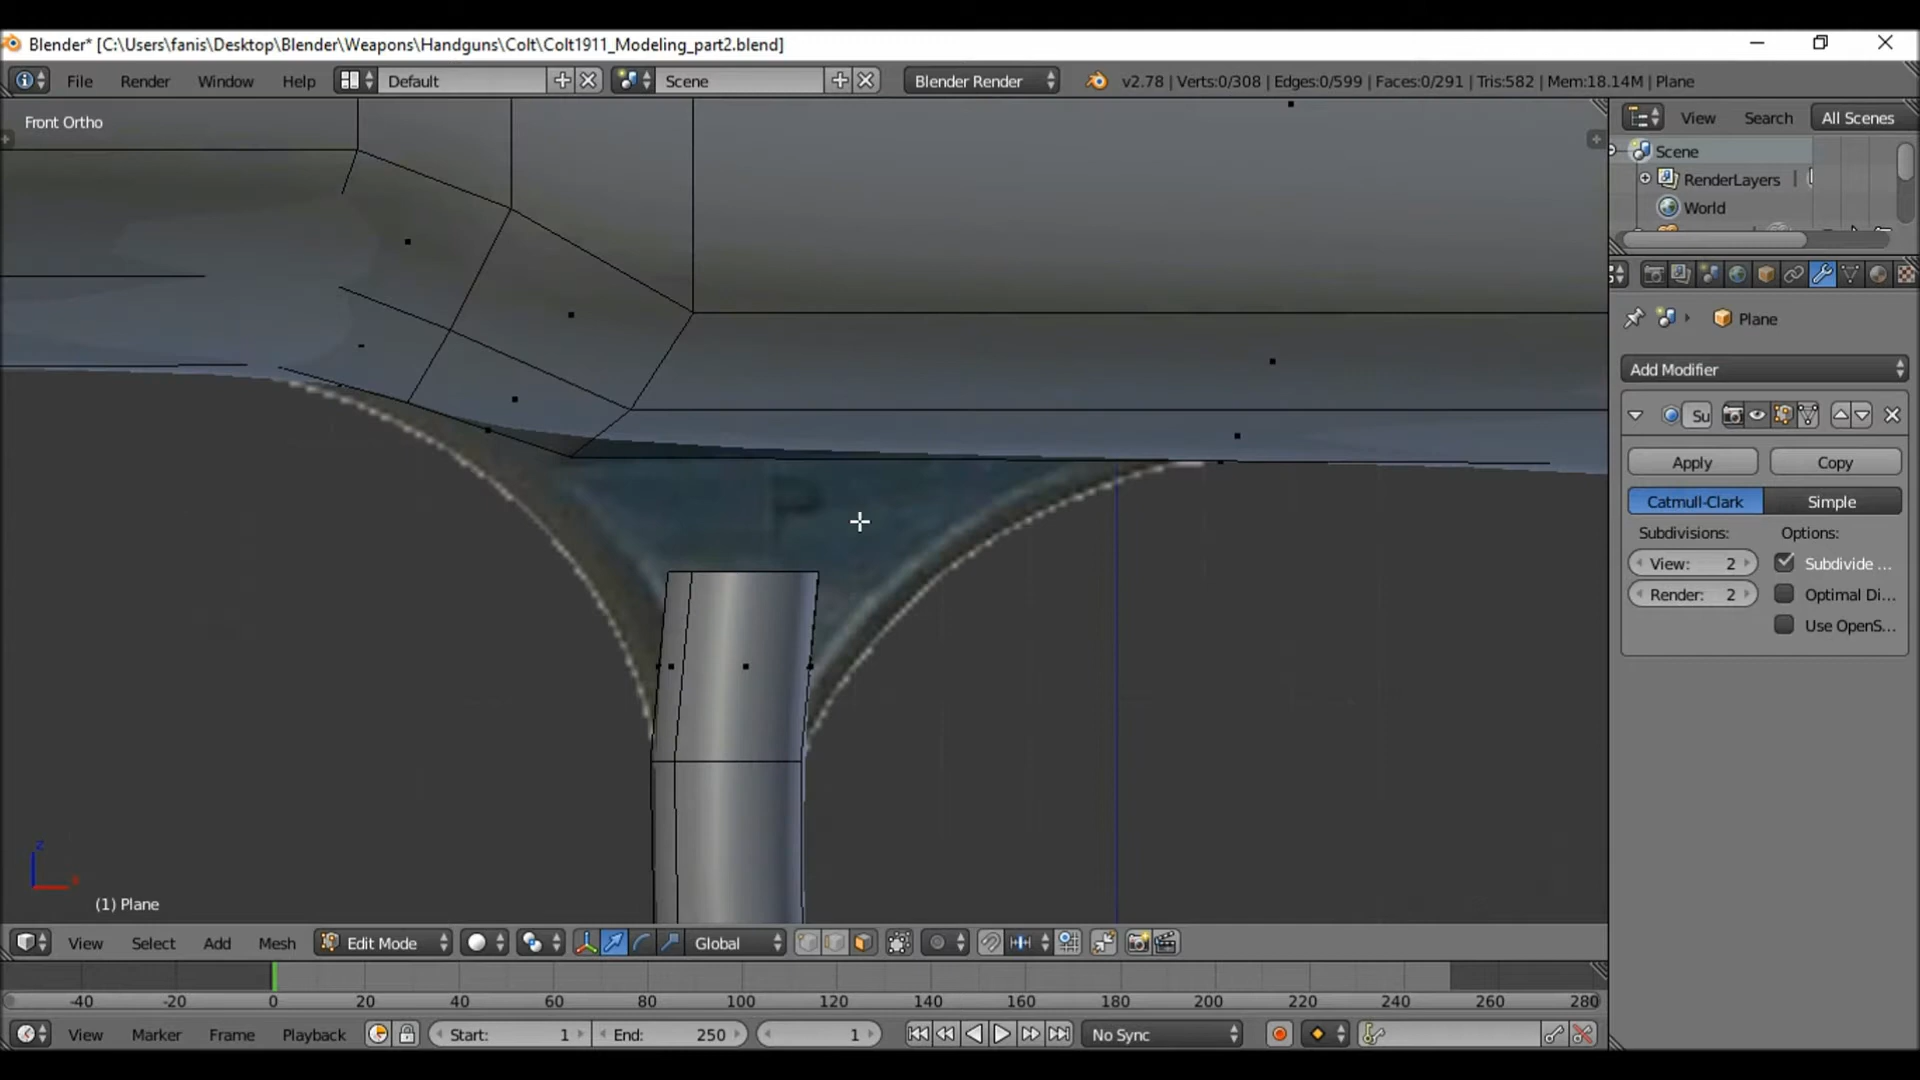 Blender* [C:\Users\fanis\Desktop\Blender\Weapons\Handguns\Colt\Colt1911_Modeling_part2.blend]
File Render Window Help Default Scene Blender Render v2.78 | Verts:0/308 | Edges:0/599 | Faces:0/291 | Tris:582 | Mem:18.14M | Plane
Front Ortho
View Search All Scenes
Scene
RenderLayers
World
Plane
Add Modifier
Su
Apply Copy
Catmull-Clark Simple
Subdivisions: Options:
View: 2 Subdivide ...
Render: 2 Optimal Di...
Use OpenS...
P
z
x
(1) Plane
View Select Add Mesh Edit Mode Global
-40 -20 0 20 40 60 80 100 120 140 160 180 200 220 240 260 280
View Marker Frame Playback Start: 1 End: 250 1 No Sync